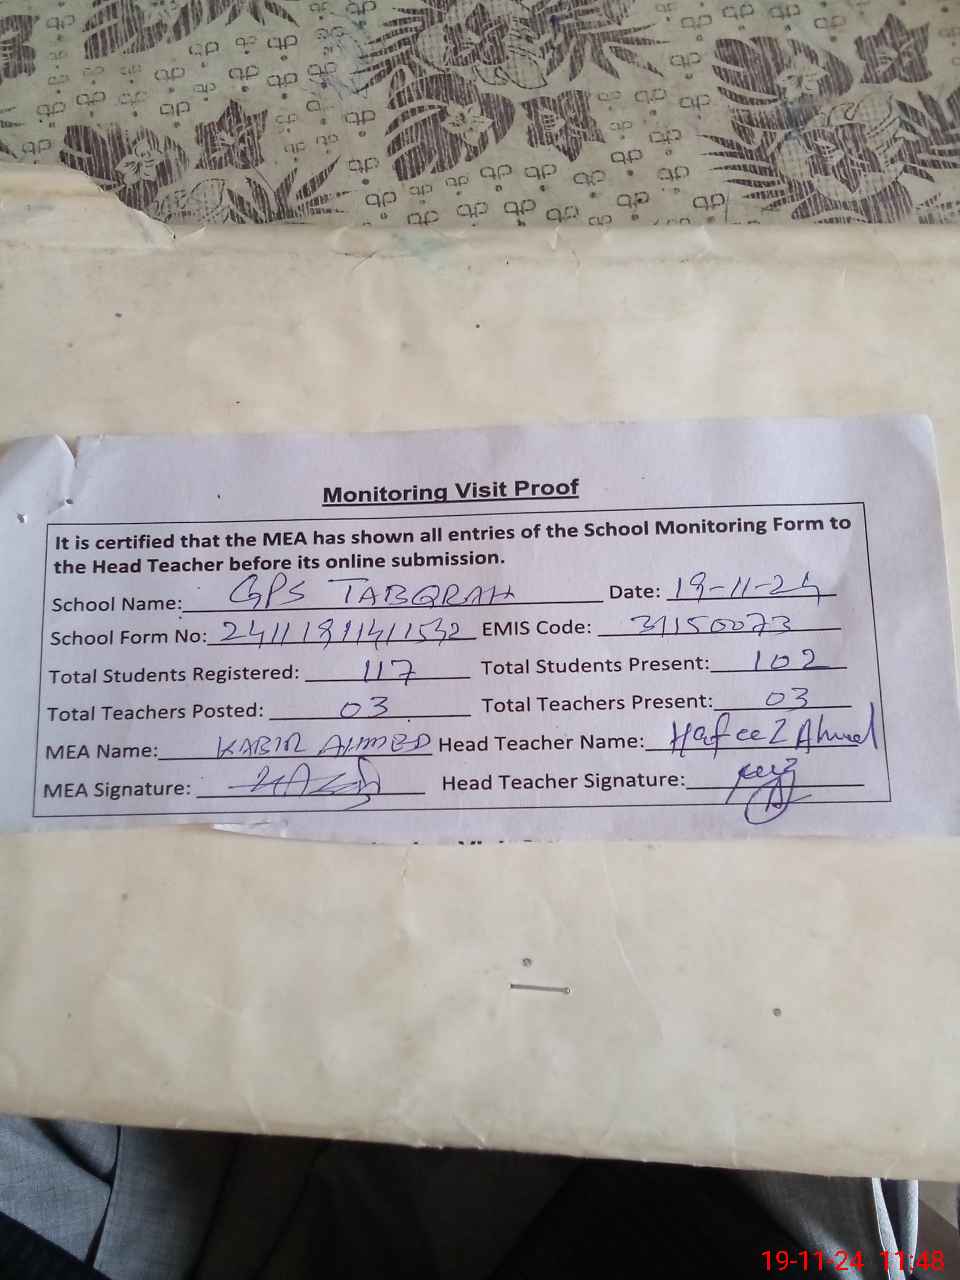 Monitoring Visit Proof
It is certified that the MEA has shown all entries of the School Monitoring Form to
the Head Teacher before its online submission.
School Name: GPS TABQRAH Date: 19-11-24
School Form No: EMIS Code: 31150073
Total Students Registered: 117 Total Students Present: 102
Total Teachers Posted: 03 Total Teachers Present: 03
MEA Name: KABIR AHMED Head Teacher Name: Hafeez Ahmed
MEA Signature: Head Teacher Signature:
19-11-24 11:48